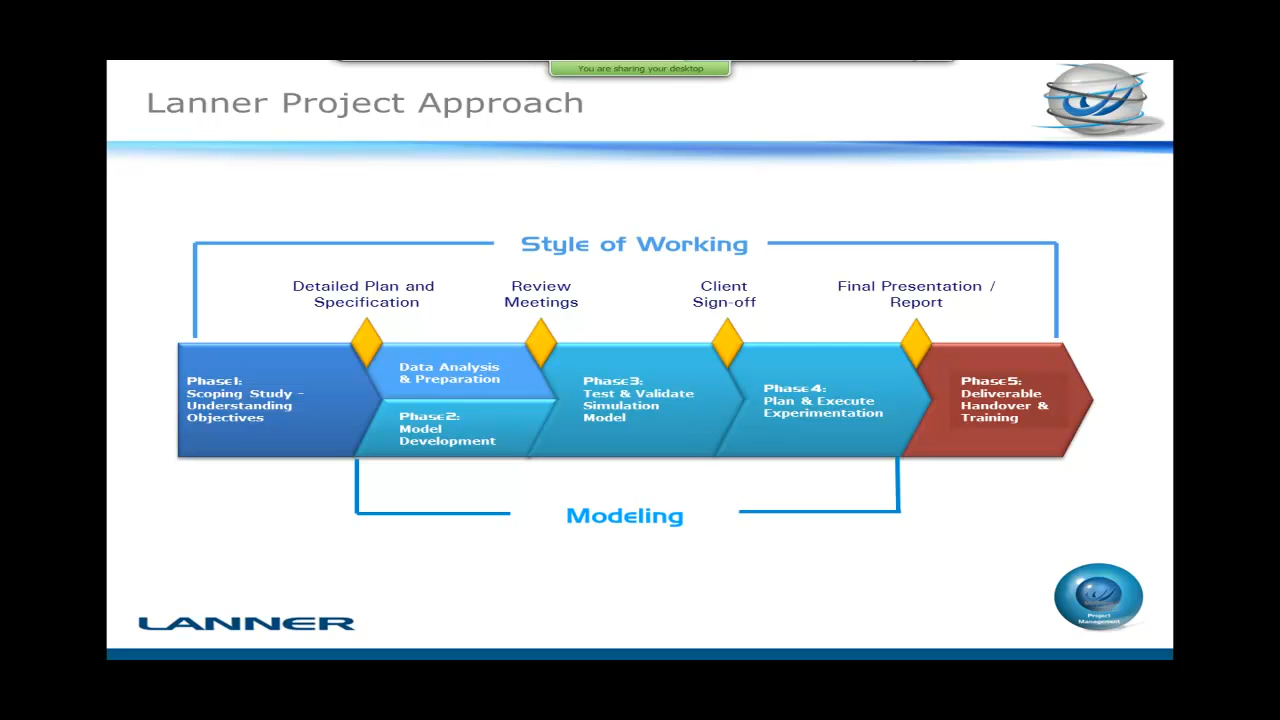 You are sharing your desktop
Lanner Project Approach
Style of Working
Detailed Plan and
Specification
Review
Meetings
Client
Sign-off
Final Presentation /
Report
Phase1:
Scoping Study -
Understanding
Objectives
Data Analysis
& Preparation
Phase2:
Model
Development
Phase3:
Test & Validate
Simulation
Model
Phase4:
Plan & Execute
Experimentation
Phase5:
Deliverable
Handover &
Training
Modeling
LANNER
Project
Management